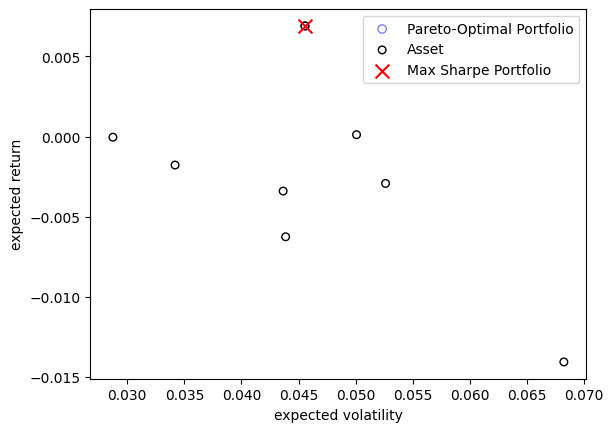 Pareto-Optimal Portfolio
Asset
Max Sharpe Portfolio
0.005
0.000
−0.005
−0.010
−0.015
expected return
0.030 0.035 0.040 0.045 0.050 0.055 0.060 0.065 0.070
expected volatility